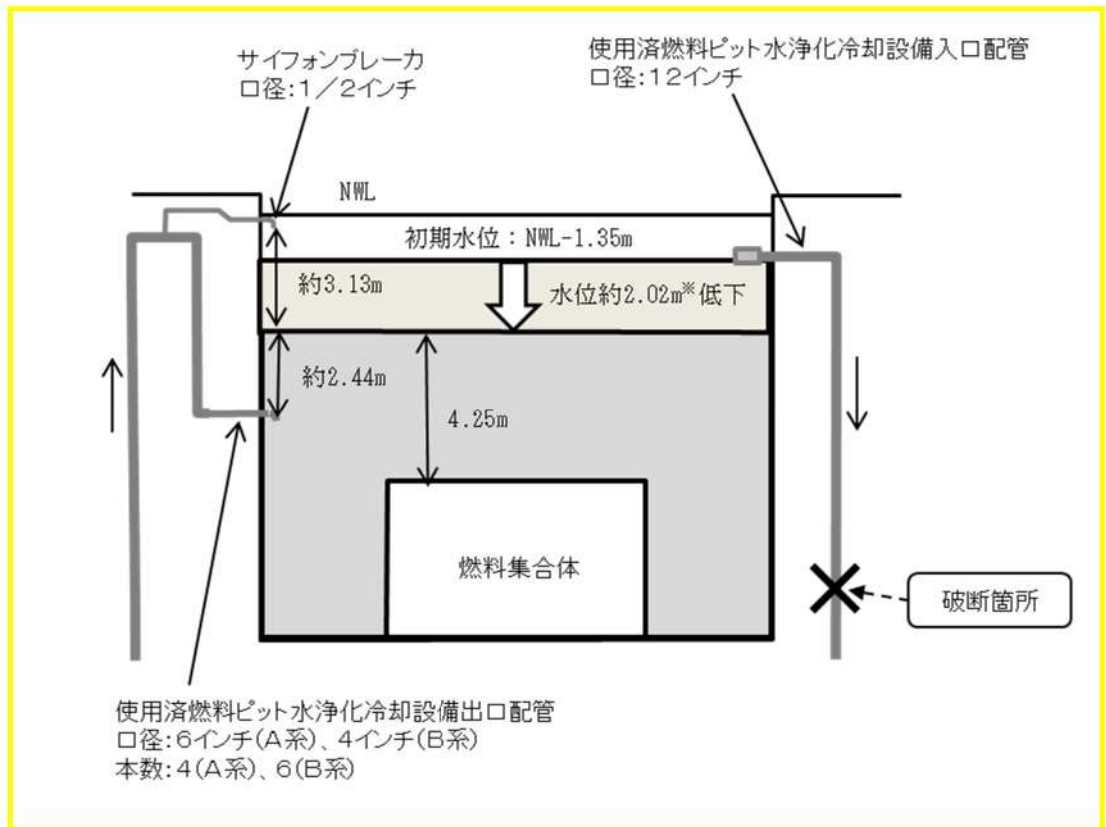 サイフォンブレーカ
口径:1/2インチ
使用済燃料ピット水浄化冷却設備入口配管
口径:12インチ
NWL
初期水位:NWL-1.35m
約3.13m
水位約2.02m※低下
約2.44m
4.25m
燃料集合体
破断箇所
使用済燃料ピット水浄化冷却設備出口配管
口径:6インチ(A系)、4インチ(B系)
本数:4(A系)、6(B系)